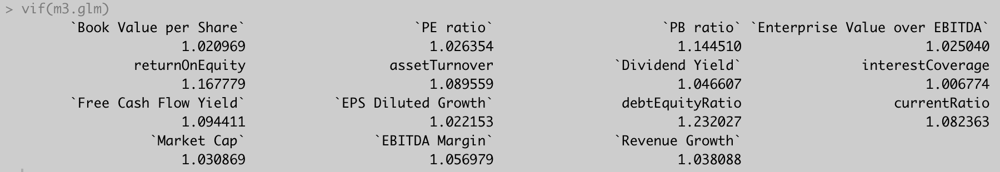 > vif(m3.glm)
`Book Value per Share` `PE ratio` `PB ratio` `Enterprise Value over EBITDA`
1.020969 1.026354 1.144510 1.025040
returnOnEquity assetTurnover `Dividend Yield` interestCoverage
1.167779 1.089559 1.046607 1.006774
`Free Cash Flow Yield` `EPS Diluted Growth` debtEquityRatio currentRatio
1.094411 1.022153 1.232027 1.082363
`Market Cap` `EBITDA Margin` `Revenue Growth`
1.030869 1.056979 1.038088